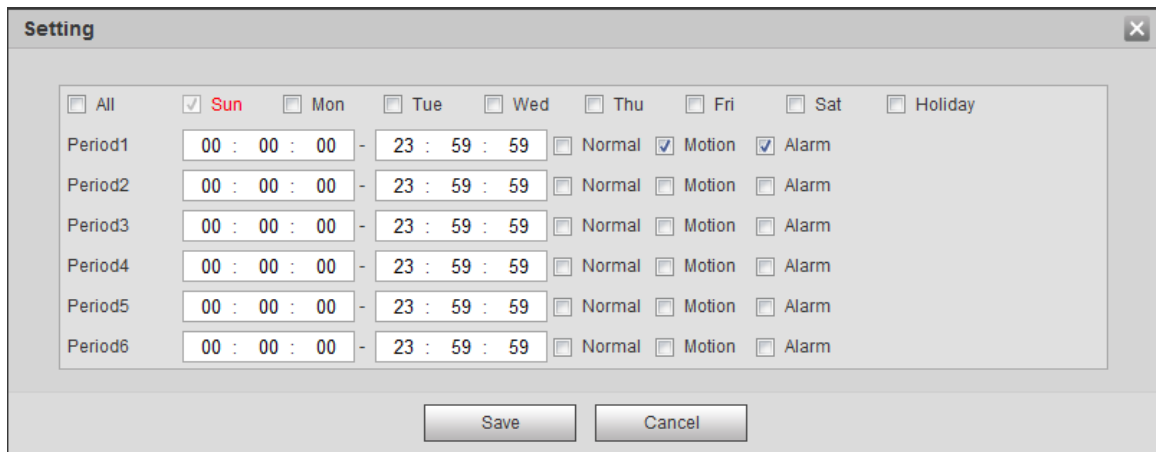 Setting
All Sun Mon Tue Wed Thu Fri Sat Holiday
Period1 00 : 00 : 00 - 23 : 59 : 59 Normal Motion Alarm
Period2 00 : 00 : 00 - 23 : 59 : 59 Normal Motion Alarm
Period3 00 : 00 : 00 - 23 : 59 : 59 Normal Motion Alarm
Period4 00 : 00 : 00 - 23 : 59 : 59 Normal Motion Alarm
Period5 00 : 00 : 00 - 23 : 59 : 59 Normal Motion Alarm
Period6 00 : 00 : 00 - 23 : 59 : 59 Normal Motion Alarm
Save Cancel